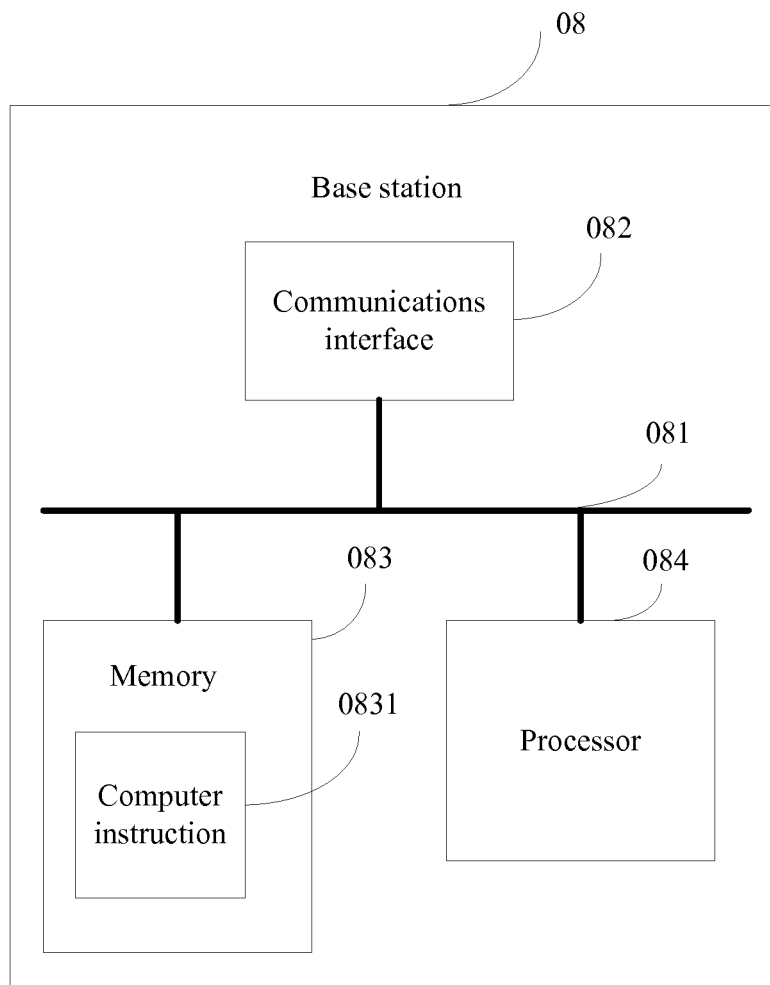 08
Base station
082
Communications
interface
081
083
084
Memory
0831
Processor
Computer
instruction